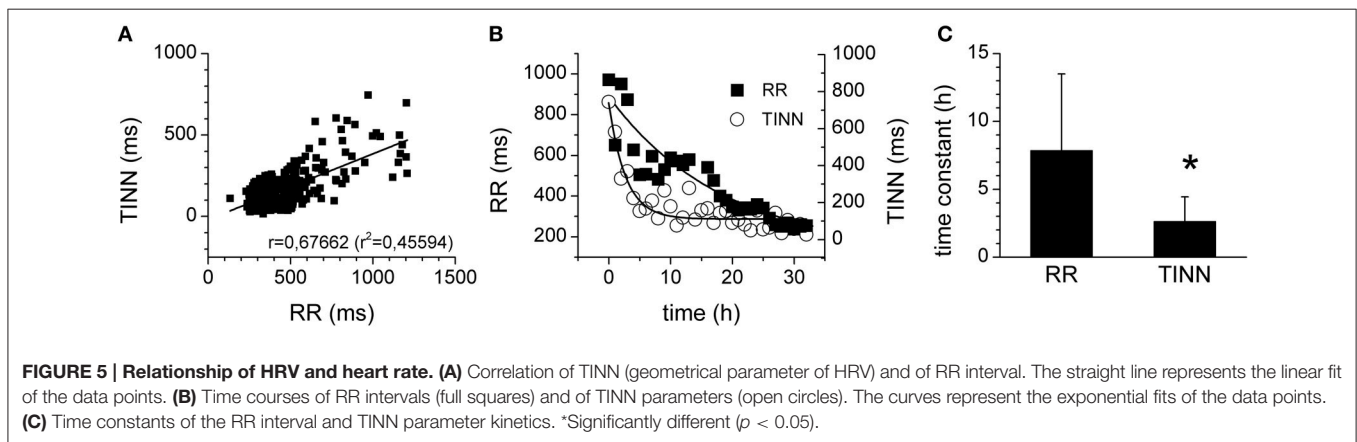 A
1000
500
0
TINN (ms)
r=0,67662 (r²=0,45594)
0 500 1000 1500
RR (ms)
B
1000
800
600
400
200
RR (ms)
RR
TINN
1000
800
600
400
200
0
TINN (ms)
0 10 20 30
time (h)
C
15
10
5
0
time constant (h)
*
RR TINN
FIGURE 5 | Relationship of HRV and heart rate. (A) Correlation of TINN (geometrical parameter of HRV) and of RR interval. The straight line represents the linear fit
of the data points. (B) Time courses of RR intervals (full squares) and of TINN parameters (open circles). The curves represent the exponential fits of the data points.
(C) Time constants of the RR interval and TINN parameter kinetics. *Significantly different (p < 0.05).